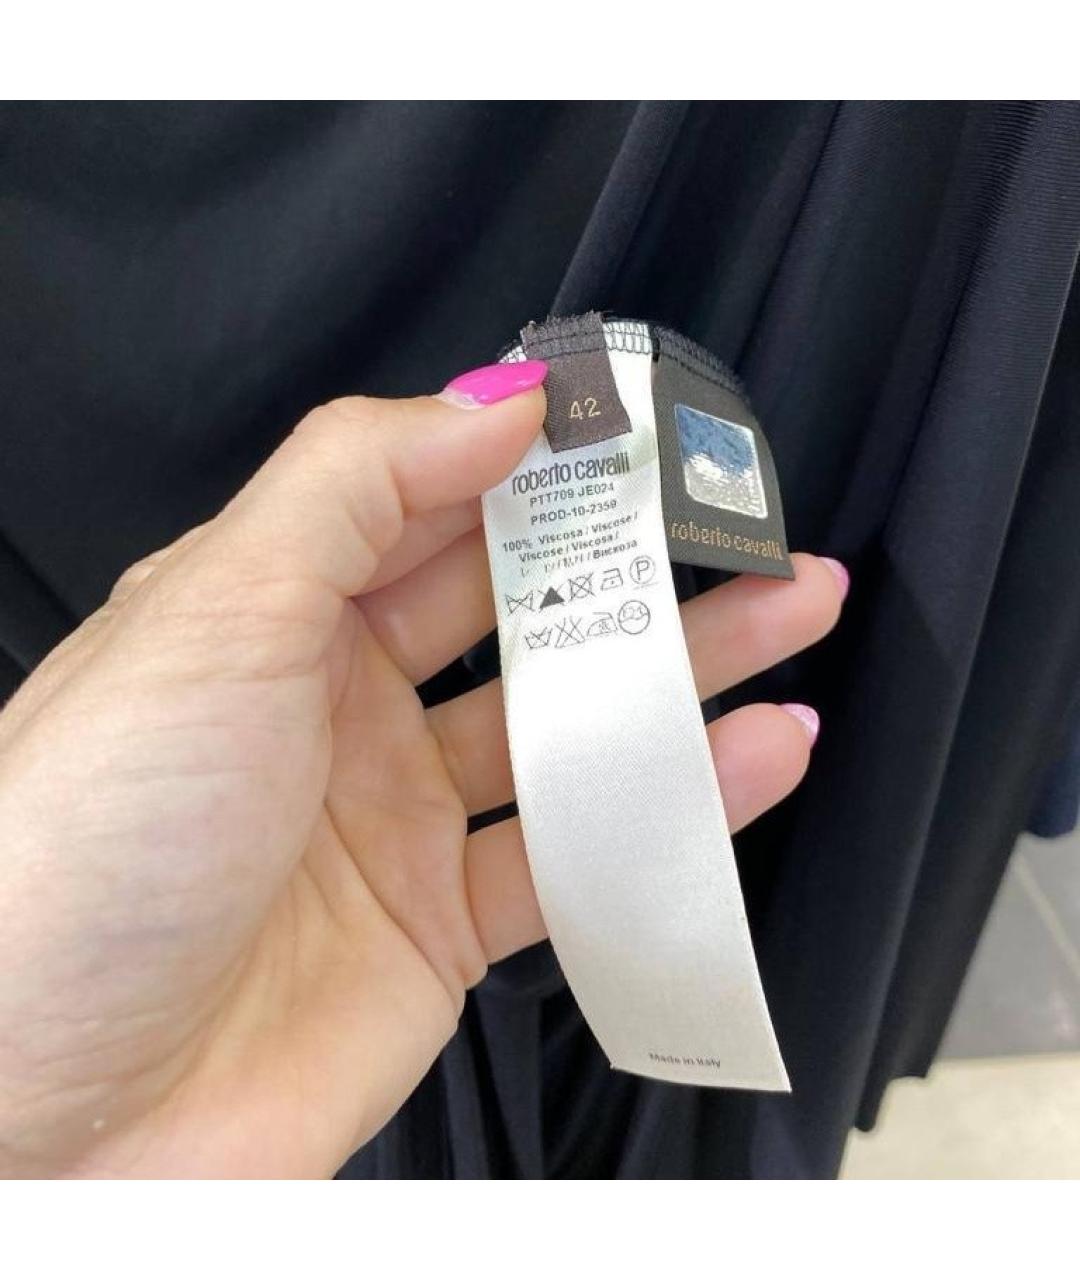 42
roberto cavalli
PTT709 JE024
PROD-10-2359
100% Viscosa / Viscose /
Viscose / Viscosa /
Вискоза
P
roberto cavalli
Made in Italy